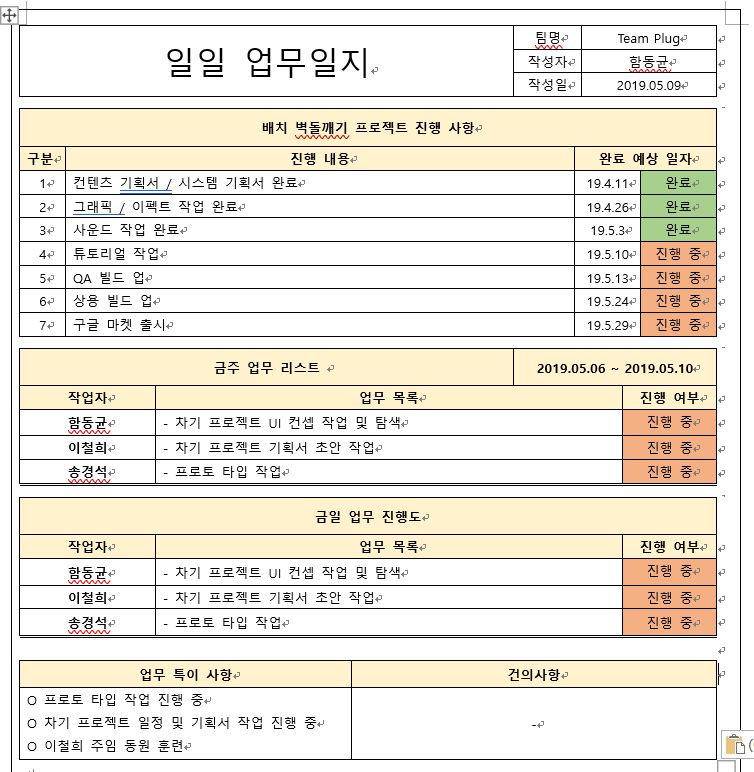 일일 업무일지
팀명 Team Plug
작성자 함동균
작성일 2019.05.09
배치 벽돌깨기 프로젝트 진행 사항
구분 진행 내용 완료 예상 일자
1 컨텐츠 기획서 / 시스템 기획서 완료 19.4.11 완료
2 그래픽 / 이펙트 작업 완료 19.4.26 완료
3 사운드 작업 완료 19.5.3 완료
4 튜토리얼 작업 19.5.10 진행 중
5 QA 빌드 업 19.5.13 진행 중
6 상용 빌드 업 19.5.24 진행 중
7 구글 마켓 출시 19.5.29 진행 중
금주 업무 리스트 2019.05.06 ~ 2019.05.10
작업자 업무 목록 진행 여부
함동균 - 차기 프로젝트 UI 컨셉 작업 및 탐색 진행 중
이철희 - 차기 프로젝트 기획서 초안 작업 진행 중
송경석 - 프로토 타입 작업 진행 중
금일 업무 진행도
작업자 업무 목록 진행 여부
함동균 - 차기 프로젝트 UI 컨셉 작업 및 탐색 진행 중
이철희 - 차기 프로젝트 기획서 초안 작업 진행 중
송경석 - 프로토 타입 작업 진행 중
업무 특이 사항 건의사항
O 프로토 타입 작업 진행 중
O 차기 프로젝트 일정 및 기획서 작업 진행 중 -
O 이철희 주임 동원 훈련